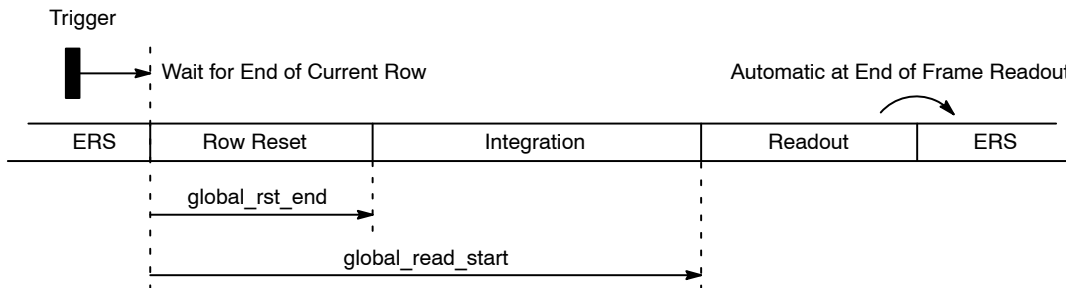 Trigger
Wait for End of Current Row
Automatic at End of Frame Readout
ERS Row Reset Integration Readout ERS
global_rst_end
global_read_start